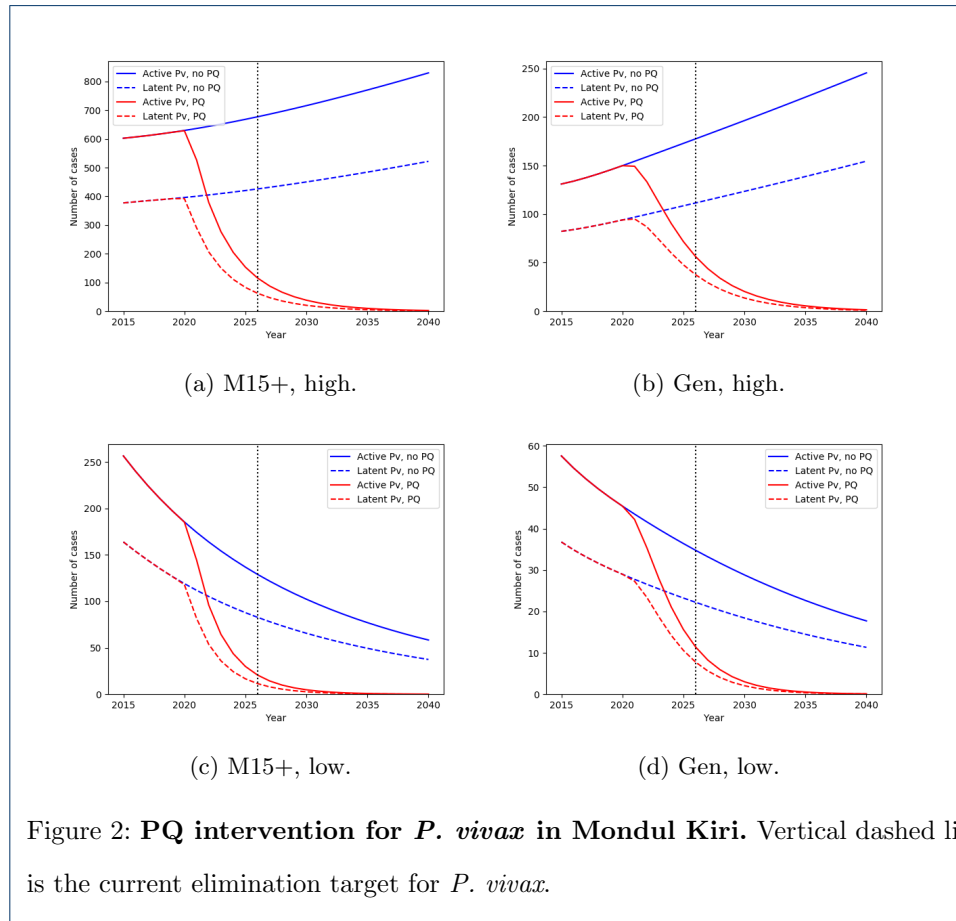 800
700
600
500
400
300
200
100
0
Number of cases
Active Pv, no PQ
Latent Pv, no PQ
Active Pv, PQ
Latent Pv, PQ
2015 2020 2025 2030 2035 2040
Year
(a) M15+, high.
250
200
150
100
50
0
Number of cases
Active Pv, no PQ
Latent Pv, no PQ
Active Pv, PQ
Latent Pv, PQ
2015 2020 2025 2030 2035 2040
Year
(b) Gen, high.
250
200
150
100
50
0
Number of cases
Active Pv, no PQ
Latent Pv, no PQ
Active Pv, PQ
Latent Pv, PQ
2015 2020 2025 2030 2035 2040
Year
(c) M15+, low.
60
50
40
30
20
10
0
Number of cases
Active Pv, no PQ
Latent Pv, no PQ
Active Pv, PQ
Latent Pv, PQ
2015 2020 2025 2030 2035 2040
Year
(d) Gen, low.
Figure 2: PQ intervention for P. vivax in Mondul Kiri. Vertical dashed li
is the current elimination target for P. vivax.